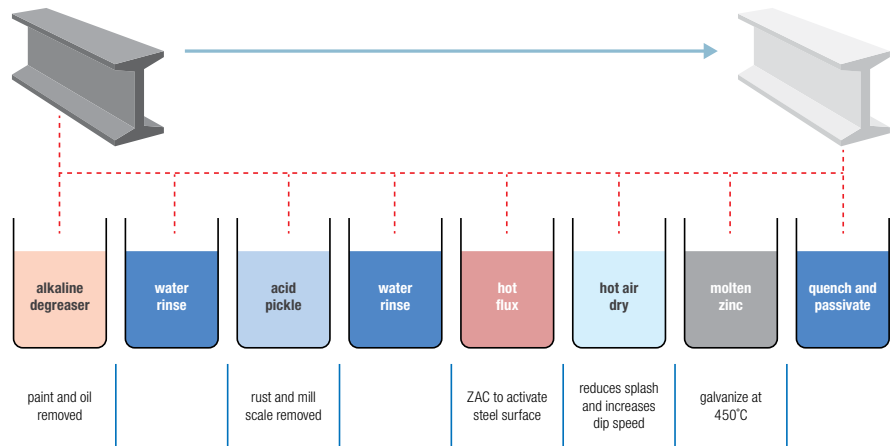 alkaline
degreaser
water
rinse
acid
pickle
water
rinse
hot
flux
hot air
dry
molten
zinc
quench and
passivate
paint and oil
removed
rust and mill
scale removed
ZAC to activate
steel surface
reduces splash
and increases
dip speed
galvanize at
450˚C